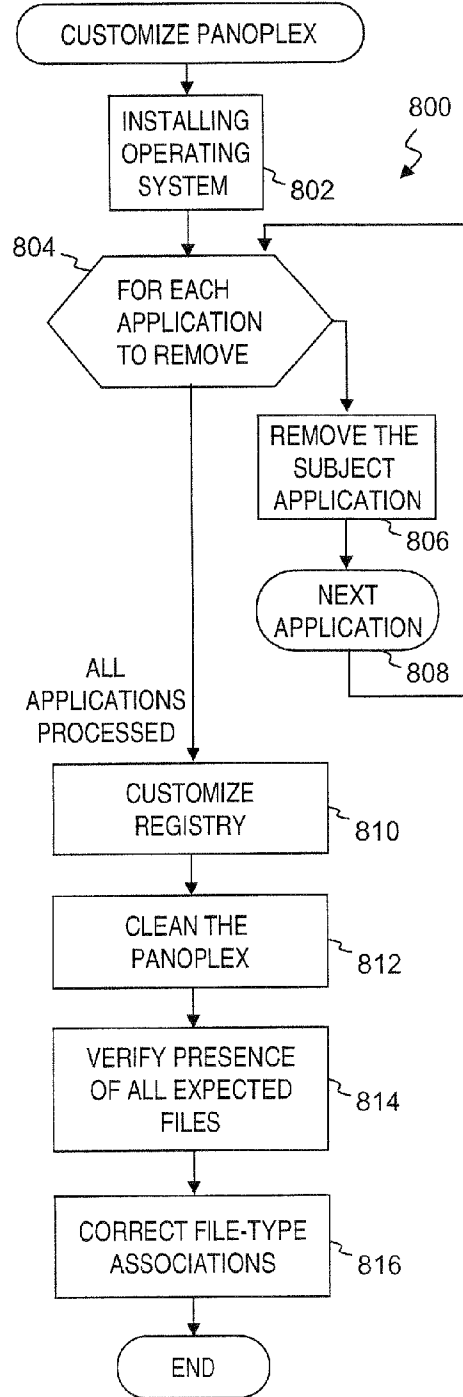 CUSTOMIZE PANOPLEX
800
INSTALLING
OPERATING
SYSTEM
802
804
FOR EACH
APPLICATION
TO REMOVE
REMOVE THE
SUBJECT
APPLICATION
806
NEXT
APPLICATION
808
ALL
APPLICATIONS
PROCESSED
CUSTOMIZE
REGISTRY
810
CLEAN THE
PANOPLEX
812
VERIFY PRESENCE
OF ALL EXPECTED
FILES
814
CORRECT FILE-TYPE
ASSOCIATIONS
816
END